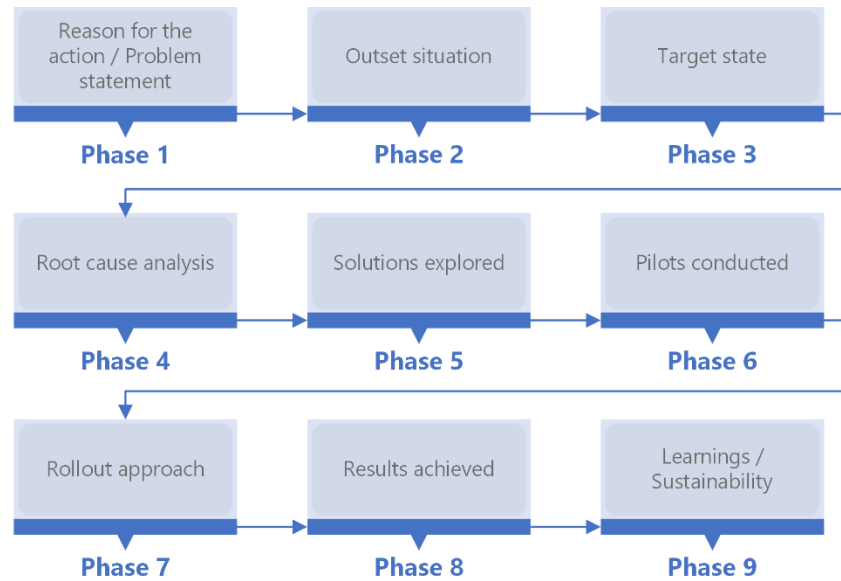 Reason for the
action / Problem
statement
Outset situation
Target state
Phase 1
Phase 2
Phase 3
Root cause analysis
Solutions explored
Pilots conducted
Phase 4
Phase 5
Phase 6
Rollout approach
Results achieved
Learnings /
Sustainability
Phase 7
Phase 8
Phase 9